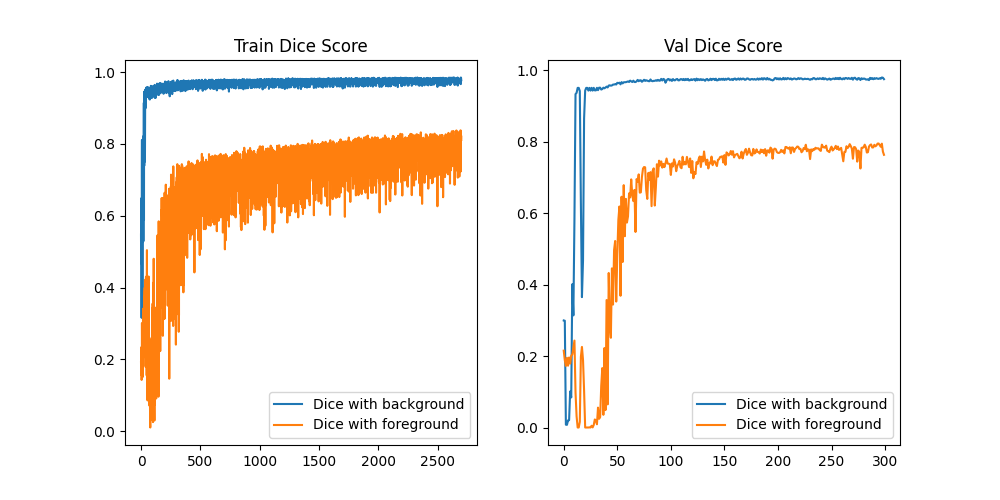 Train Dice Score
1.0
0.8
0.6
0.4
0.2
0.0
0 500 1000 1500 2000 2500
Dice with background
Dice with foreground
Val Dice Score
1.0
0.8
0.6
0.4
0.2
0.0
0 50 100 150 200 250 300
Dice with background
Dice with foreground